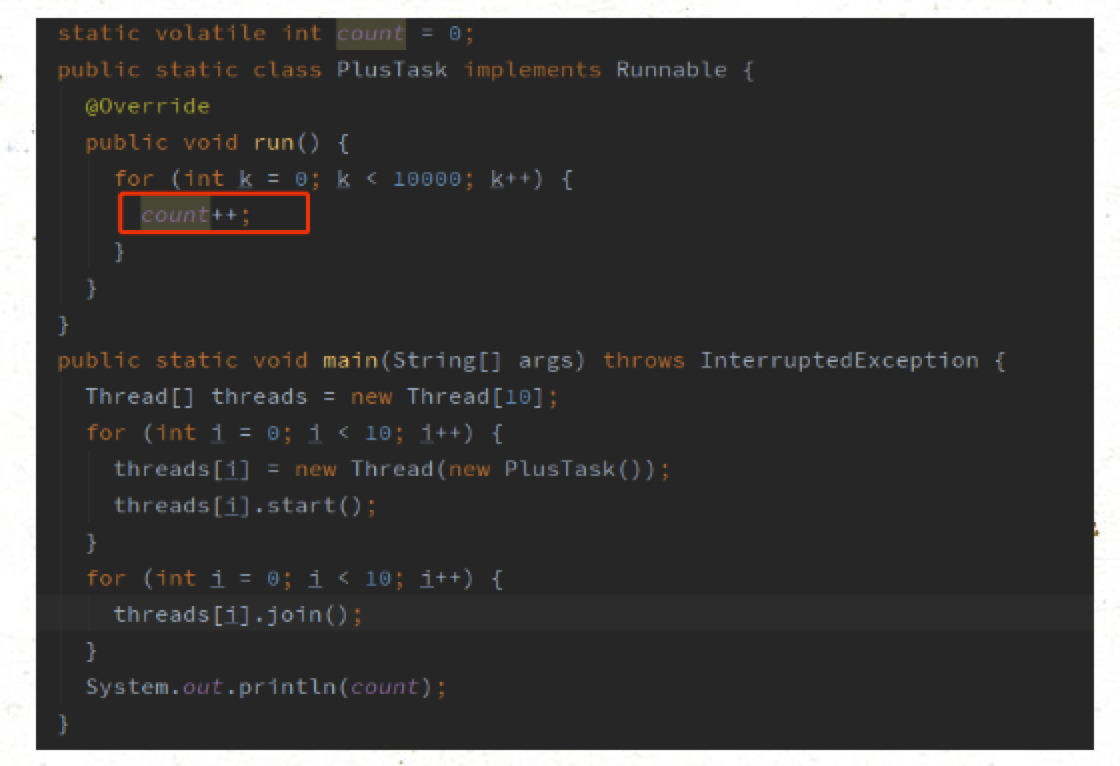 static volatile int count = 0;
public static class PlusTask implements Runnable {
@Override
public void run() {
for (int k = 0; k < 10000; k++) {
count++;
}
}
}
public static void main(String[] args) throws InterruptedException {
Thread[] threads = new Thread[10];
for (int i = 0; i < 10; i++) {
threads[i] = new Thread(new PlusTask());
threads[i].start();
}
for (int i = 0; i < 10; i++) {
threads[i].join();
}
System.out.println(count);
}